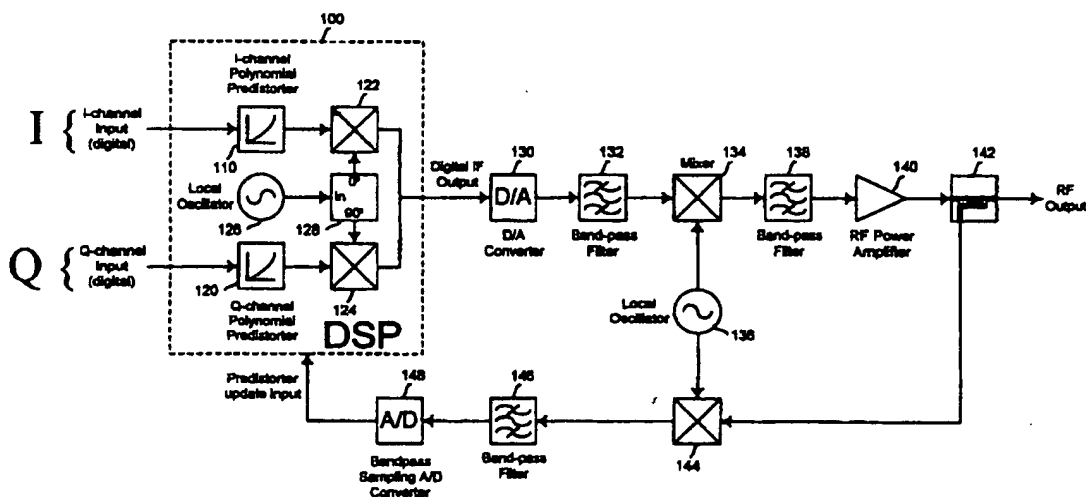 100
I-channel
Polynomial
Predistorter
122
I {
I-channel
Input
(digital)
110
Local
Oscillator
126
0°
In
90°
128
Q {
Q-channel
Input
(digital)
120
Q-channel
Polynomial
Predistorter
124
DSP
Digital IF
Output
130
D/A
D/A
Converter
132
Band-pass
Filter
Mixer
134
138
Band-pass
Filter
140
RF Power
Amplifier
142
RF
Output
Local
Oscillator
136
Predistorter
update input
148
A/D
Bandpass
Sampling A/D
Converter
146
Band-pass
Filter
144